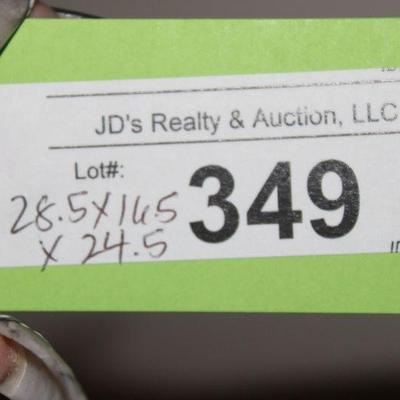 JD's Realty & Auction, LLC
Lot#:
349
28.5X16.5
X 24.5